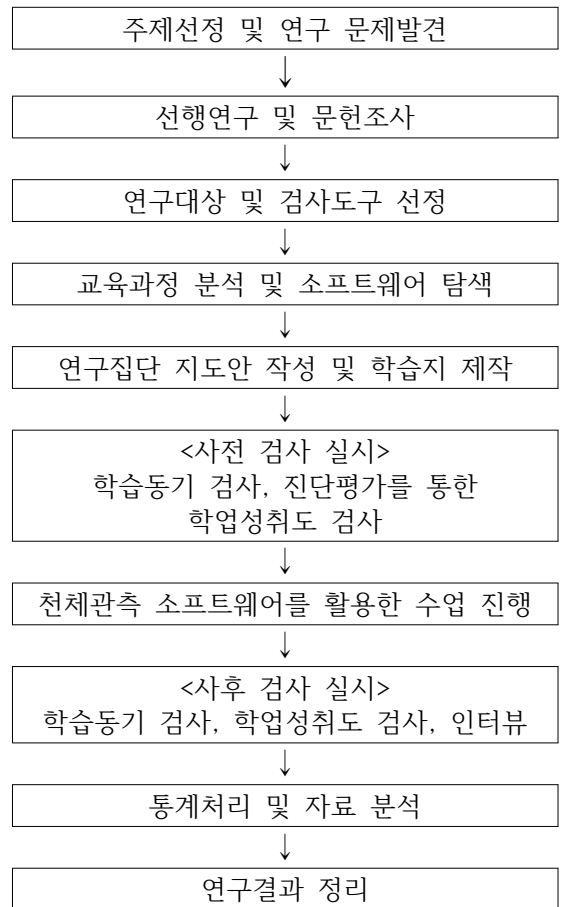 주제선정 및 연구 문제발견
↓
선행연구 및 문헌조사
↓
연구대상 및 검사도구 선정
↓
교육과정 분석 및 소프트웨어 탐색
↓
연구집단 지도안 작성 및 학습지 제작
↓
<사전 검사 실시>
학습동기 검사, 진단평가를 통한
학업성취도 검사
↓
천체관측 소프트웨어를 활용한 수업 진행
↓
<사후 검사 실시>
학습동기 검사, 학업성취도 검사, 인터뷰
↓
통계처리 및 자료 분석
↓
연구결과 정리